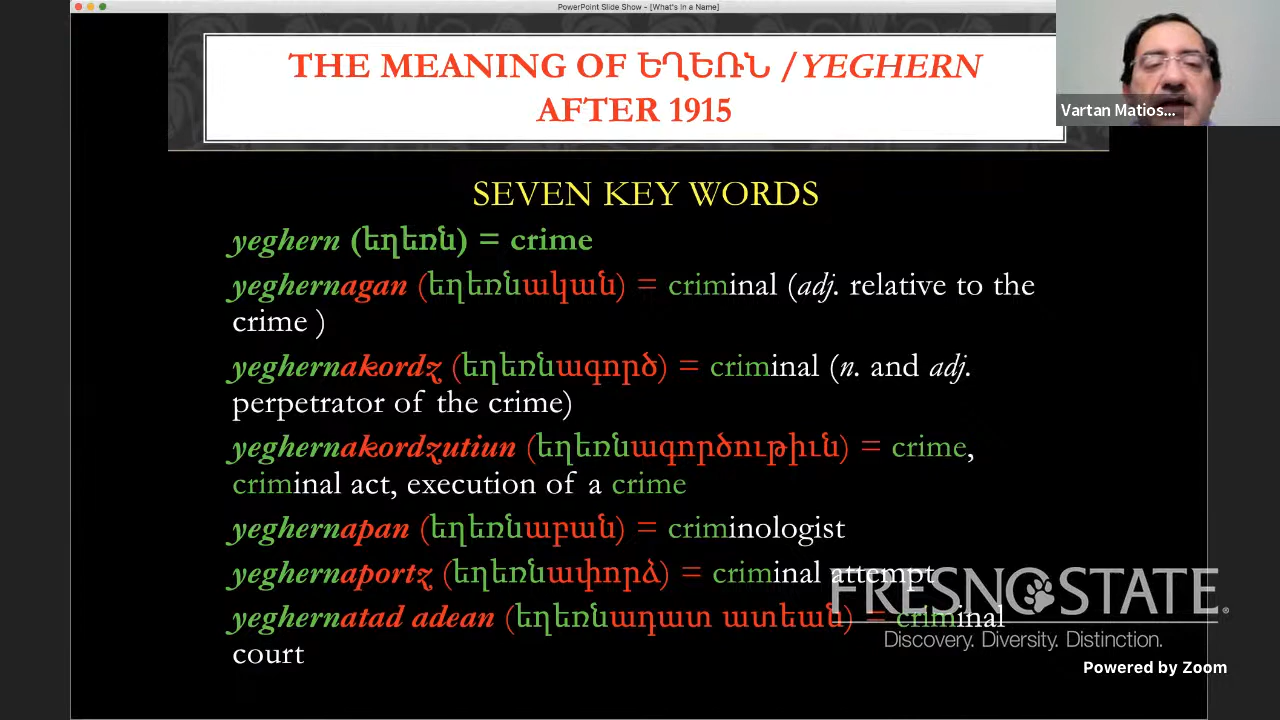 PowerPoint Slide Show - [What's In a Name]
THE MEANING OF ԵՂԵՌՆ /YEGHERN
AFTER 1915
Vartan Matios...
SEVEN KEY WORDS
yeghern (եղեռն) = crime
yeghernagan (եղեռնական) = criminal (adj. relative to the
crime )
yeghernakordz (եղեռնագործ) = criminal (n. and adj.
perpetrator of the crime)
yeghernakordzutiun (եղեռնագործութիւն) = crime,
criminal act, execution of a crime
yeghernapan (եղեռնաբան) = criminologist
yeghernaportz (եղեռնափորձ) = criminal attempt
yeghernatad adean (եղեռնադատ ատեան) = criminal
court
FRESNO STATE®
Discovery. Diversity. Distinction.
Powered by Zoom